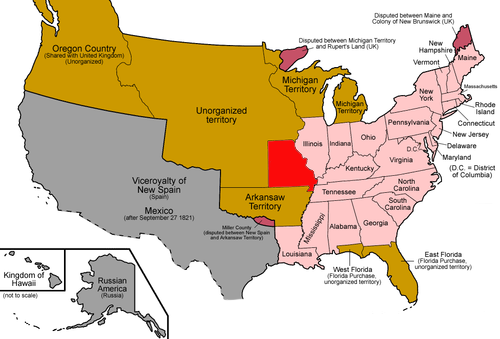 Disputed between Maine and
Colony of New Brunswick (UK)
Oregon Country
(Shared with United Kingdom)
(Unorganized)
Disputed between Michigan Territory
and Rupert's Land (UK)
New
Hampshire
Vermont
Maine
Massachusetts
Michigan
Territory
Michigan
Territory
New
York
Rhode
Island
Connecticut
Unorganized
territory
Pennsylvania
New Jersey
Delaware
Maryland
(D.C. = District
of Columbia)
D.C.
Illinois
Indiana
Ohio
Virginia
Kentucky
Viceroyalty of
New Spain
(Spain)
Mexico
(after September 27 1821)
Arkansaw
Territory
Tennessee
North
Carolina
South
Carolina
Miller County
(disputed between New Spain
and Arkansaw Territory)
Mississippi
Alabama
Georgia
Louisiana
West Florida
(Florida Purchase,
unorganized territory)
East Florida
(Florida Purchase,
unorganized territory)
Kingdom of
Hawaii
(not to scale)
Russian
America
(Russia)